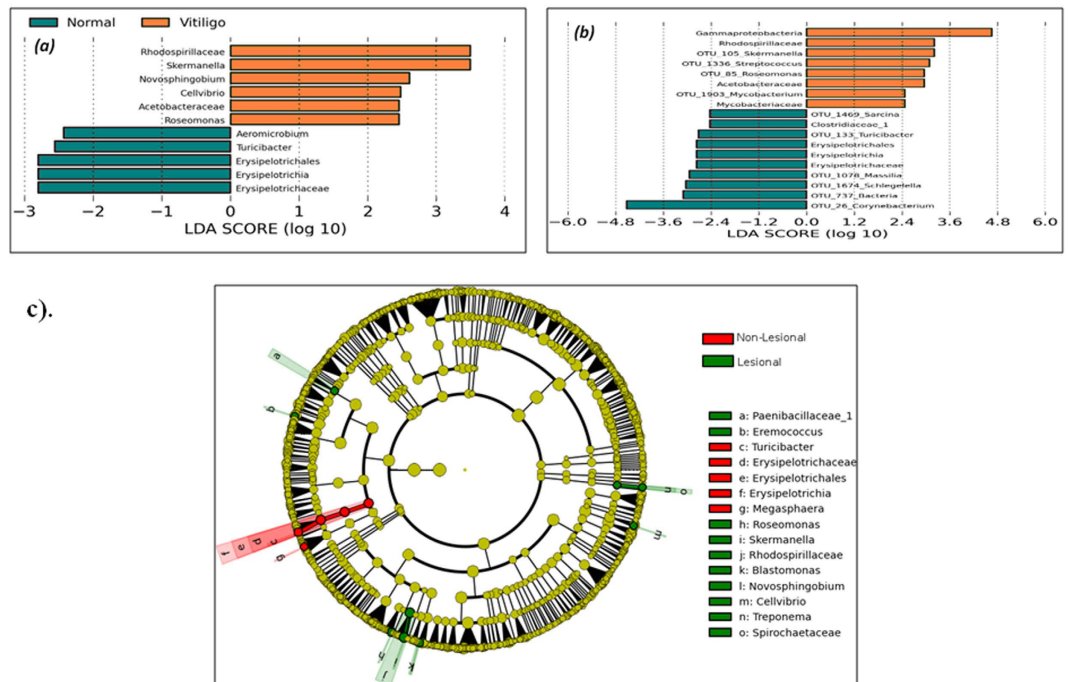 Normal Vitiligo
(a)
Rhodospirillaceae
Skermanella
Novosphingobium
Cellvibrio
Acetobacteraceae
Roseomonas
Aeromicrobium
Turicibacter
Erysipelotrichales
Erysipelotrichia
Erysipelotrichaceae
−3 −2 −1 0 1 2 3 4
LDA SCORE (log 10)
(b)
Gammaproteobacteria
Rhodospirillaceae
OTU_105_Skermanella
OTU_1336_Streptococcus
OTU_85_Roseomonas
Acetobacteraceae
OTU_1903_Mycobacterium
Mycobacteriaceae
OTU_1469_Sarcina
Clostridiaceae_1
OTU_133_Turicibacter
Erysipelotrichales
Erysipelotrichia
Erysipelotrichaceae
OTU_1078_Massilia
OTU_1674_Schlegelella
OTU_737_Bacteria
OTU_26_Corynebacterium
−6.0 −4.8 −3.6 −2.4 −1.2 0.0 1.2 2.4 3.6 4.8 6.0
LDA SCORE (log 10)
c).
Non-Lesional
Lesional
a: Paenibacillaceae_1
b: Eremococcus
c: Turicibacter
d: Erysipelotrichaceae
e: Erysipelotrichales
f: Erysipelotrichia
g: Megasphaera
h: Roseomonas
i: Skermanella
j: Rhodospirillaceae
k: Blastomonas
l: Novosphingobium
m: Cellvibrio
n: Treponema
o: Spirochaetaceae
a
b
n o
m
f e d c
g
h
i
j
k